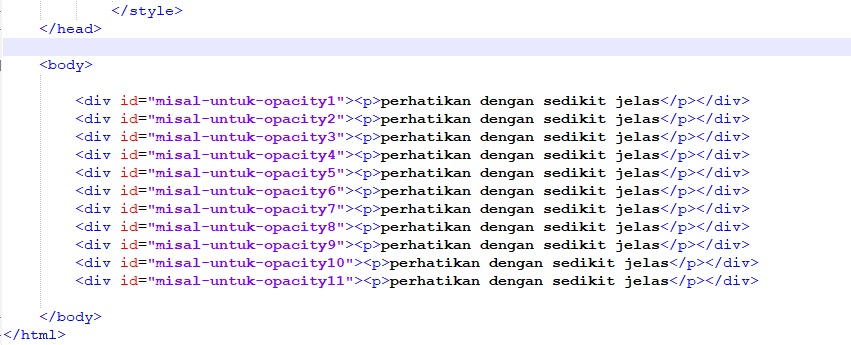 </style>
</head>
<body>
<div id="misal-untuk-opacity1"><p>perhatikan dengan sedikit jelas</p></div>
<div id="misal-untuk-opacity2"><p>perhatikan dengan sedikit jelas</p></div>
<div id="misal-untuk-opacity3"><p>perhatikan dengan sedikit jelas</p></div>
<div id="misal-untuk-opacity4"><p>perhatikan dengan sedikit jelas</p></div>
<div id="misal-untuk-opacity5"><p>perhatikan dengan sedikit jelas</p></div>
<div id="misal-untuk-opacity6"><p>perhatikan dengan sedikit jelas</p></div>
<div id="misal-untuk-opacity7"><p>perhatikan dengan sedikit jelas</p></div>
<div id="misal-untuk-opacity8"><p>perhatikan dengan sedikit jelas</p></div>
<div id="misal-untuk-opacity9"><p>perhatikan dengan sedikit jelas</p></div>
<div id="misal-untuk-opacity10"><p>perhatikan dengan sedikit jelas</p></div>
<div id="misal-untuk-opacity11"><p>perhatikan dengan sedikit jelas</p></div>
</body>
</html>